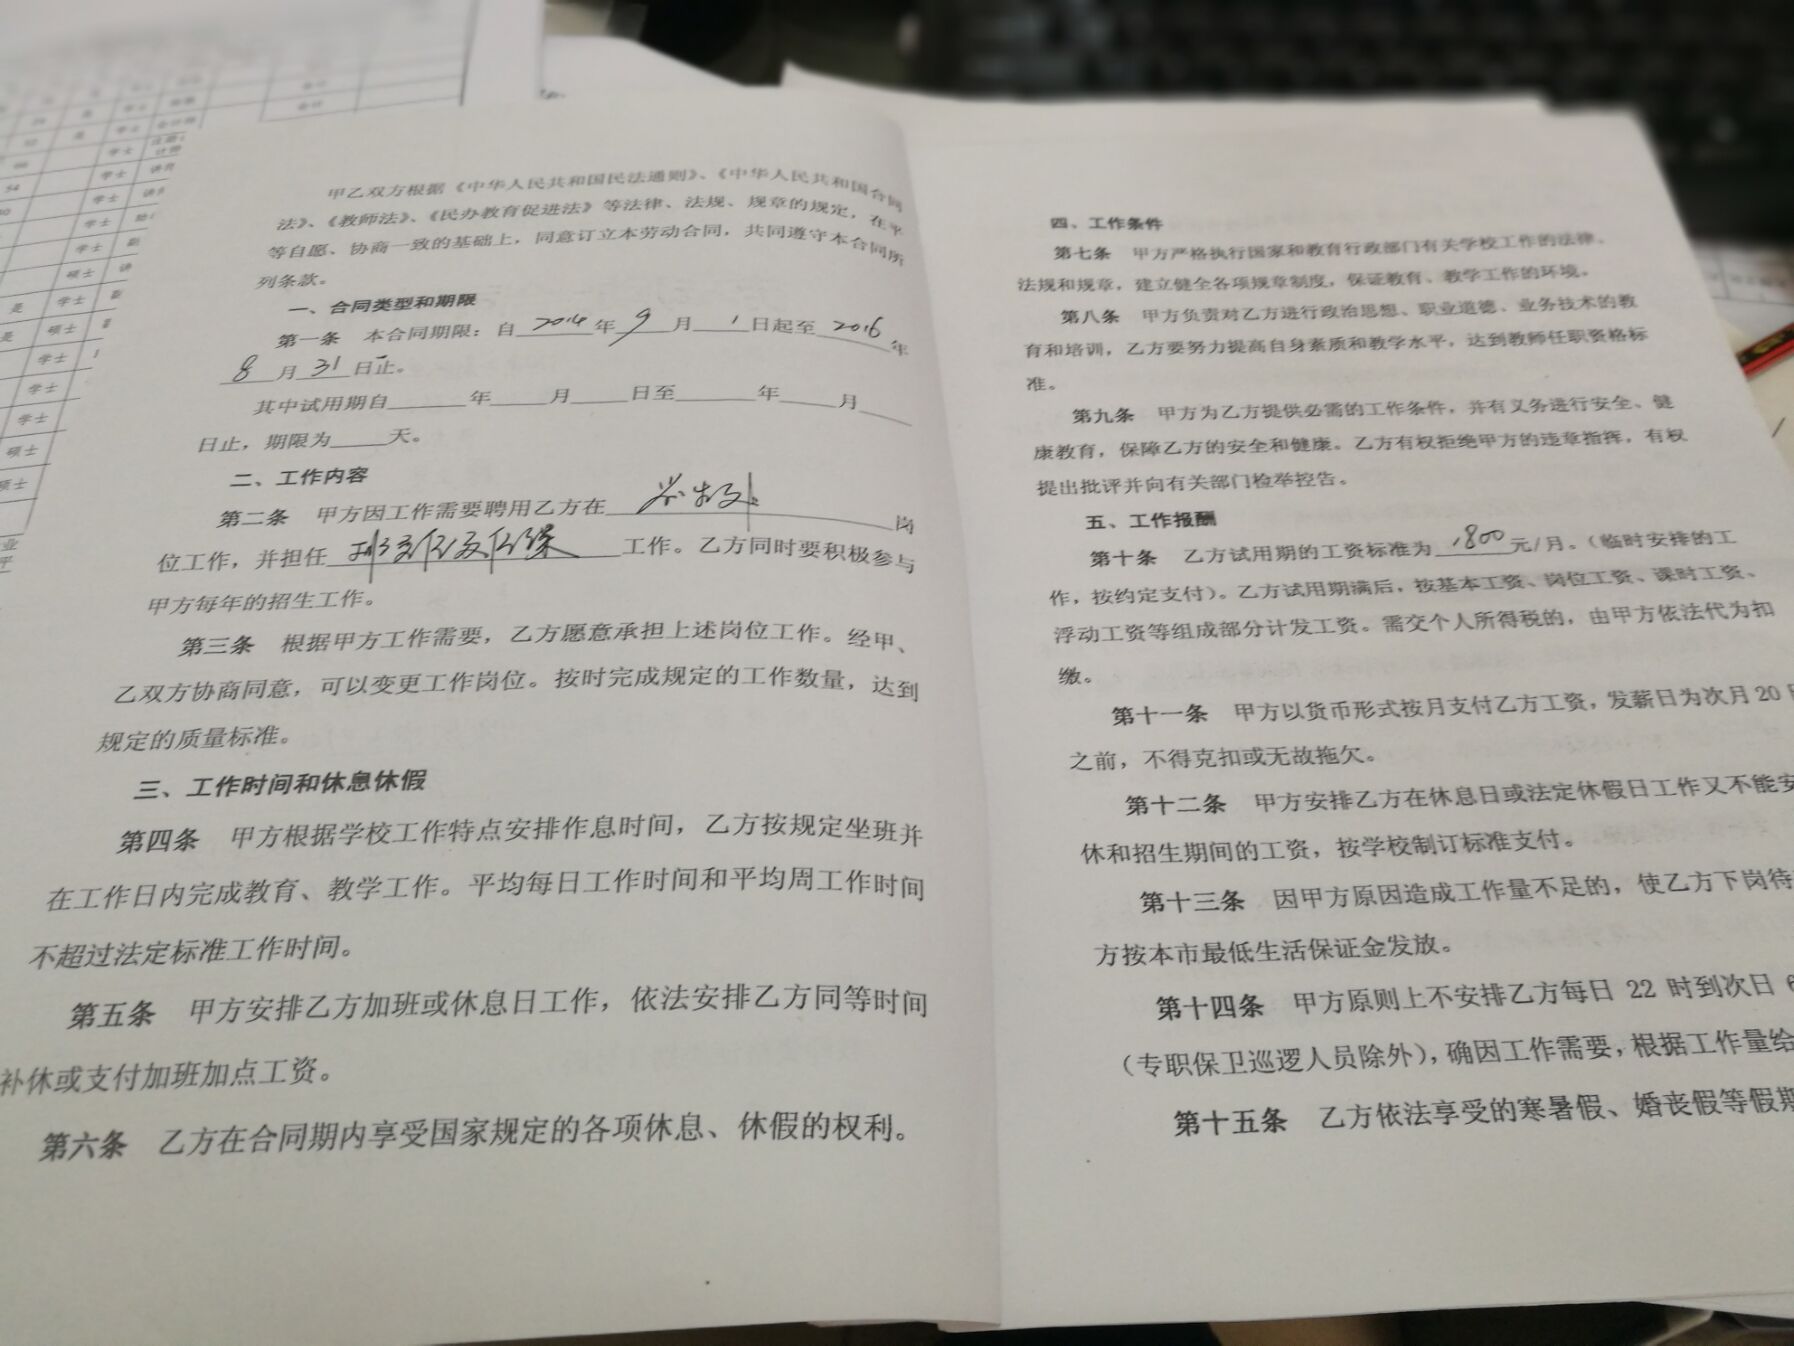 甲乙双方根据《中华人民共和国民法通则》、《中华人民共和国合同
法》、《教师法》、《民办教育促进法》等法律、法规、规章的规定，在平
等自愿、协商一致的基础上，同意订立本劳动合同，共同遵守本合同所
列条款。
一、合同类型和期限
第一条 本合同期限：自 2014 年 9 月 1 日起至 2016 年
8 月 31 日止。
其中试用期自____年____月____日至____年____月____
日止，期限为____天。
二、工作内容
第二条 甲方因工作需要聘用乙方在____岗
位工作，并担任 班主任及任课 工作。乙方同时要积极参与
甲方每年的招生工作。
第三条 根据甲方工作需要，乙方愿意承担上述岗位工作。经甲、
乙双方协商同意，可以变更工作岗位。按时完成规定的工作数量，达到
规定的质量标准。
三、工作时间和休息休假
第四条 甲方根据学校工作特点安排作息时间，乙方按规定坐班并
在工作日内完成教育、教学工作。平均每日工作时间和平均周工作时间
不超过法定标准工作时间。
第五条 甲方安排乙方加班或休息日工作，依法安排乙方同等时间
补休或支付加班加点工资。
第六条 乙方在合同期内享受国家规定的各项休息、休假的权利。
四、工作条件
第七条 甲方严格执行国家和教育行政部门有关学校工作的法律、
法规和规章，建立健全各项规章制度，保证教育、教学工作的环境。
第八条 甲方负责对乙方进行政治思想、职业道德、业务技术的教
育和培训，乙方要努力提高自身素质和教学水平，达到教师任职资格标
准。
第九条 甲方为乙方提供必需的工作条件，并有义务进行安全、健
康教育，保障乙方的安全和健康。乙方有权拒绝甲方的违章指挥，有权
提出批评并向有关部门检举控告。
五、工作报酬
第十条 乙方试用期的工资标准为 1800 元/月。（临时安排的工
作，按约定支付）。乙方试用期满后，按基本工资、岗位工资、课时工资、
浮动工资等组成部分计发工资。需交个人所得税的，由甲方依法代为扣
缴。
第十一条 甲方以货币形式按月支付乙方工资，发薪日为次月 20 日
之前，不得克扣或无故拖欠。
第十二条 甲方安排乙方在休息日或法定休假日工作又不能安
休和招生期间的工资，按学校制订标准支付。
第十三条 因甲方原因造成工作量不足的，使乙方下岗待
方按本市最低生活保证金发放。
第十四条 甲方原则上不安排乙方每日 22 时到次日 6
（专职保卫巡逻人员除外），确因工作需要，根据工作量给
第十五条 乙方依法享受的寒暑假、婚丧假等假期